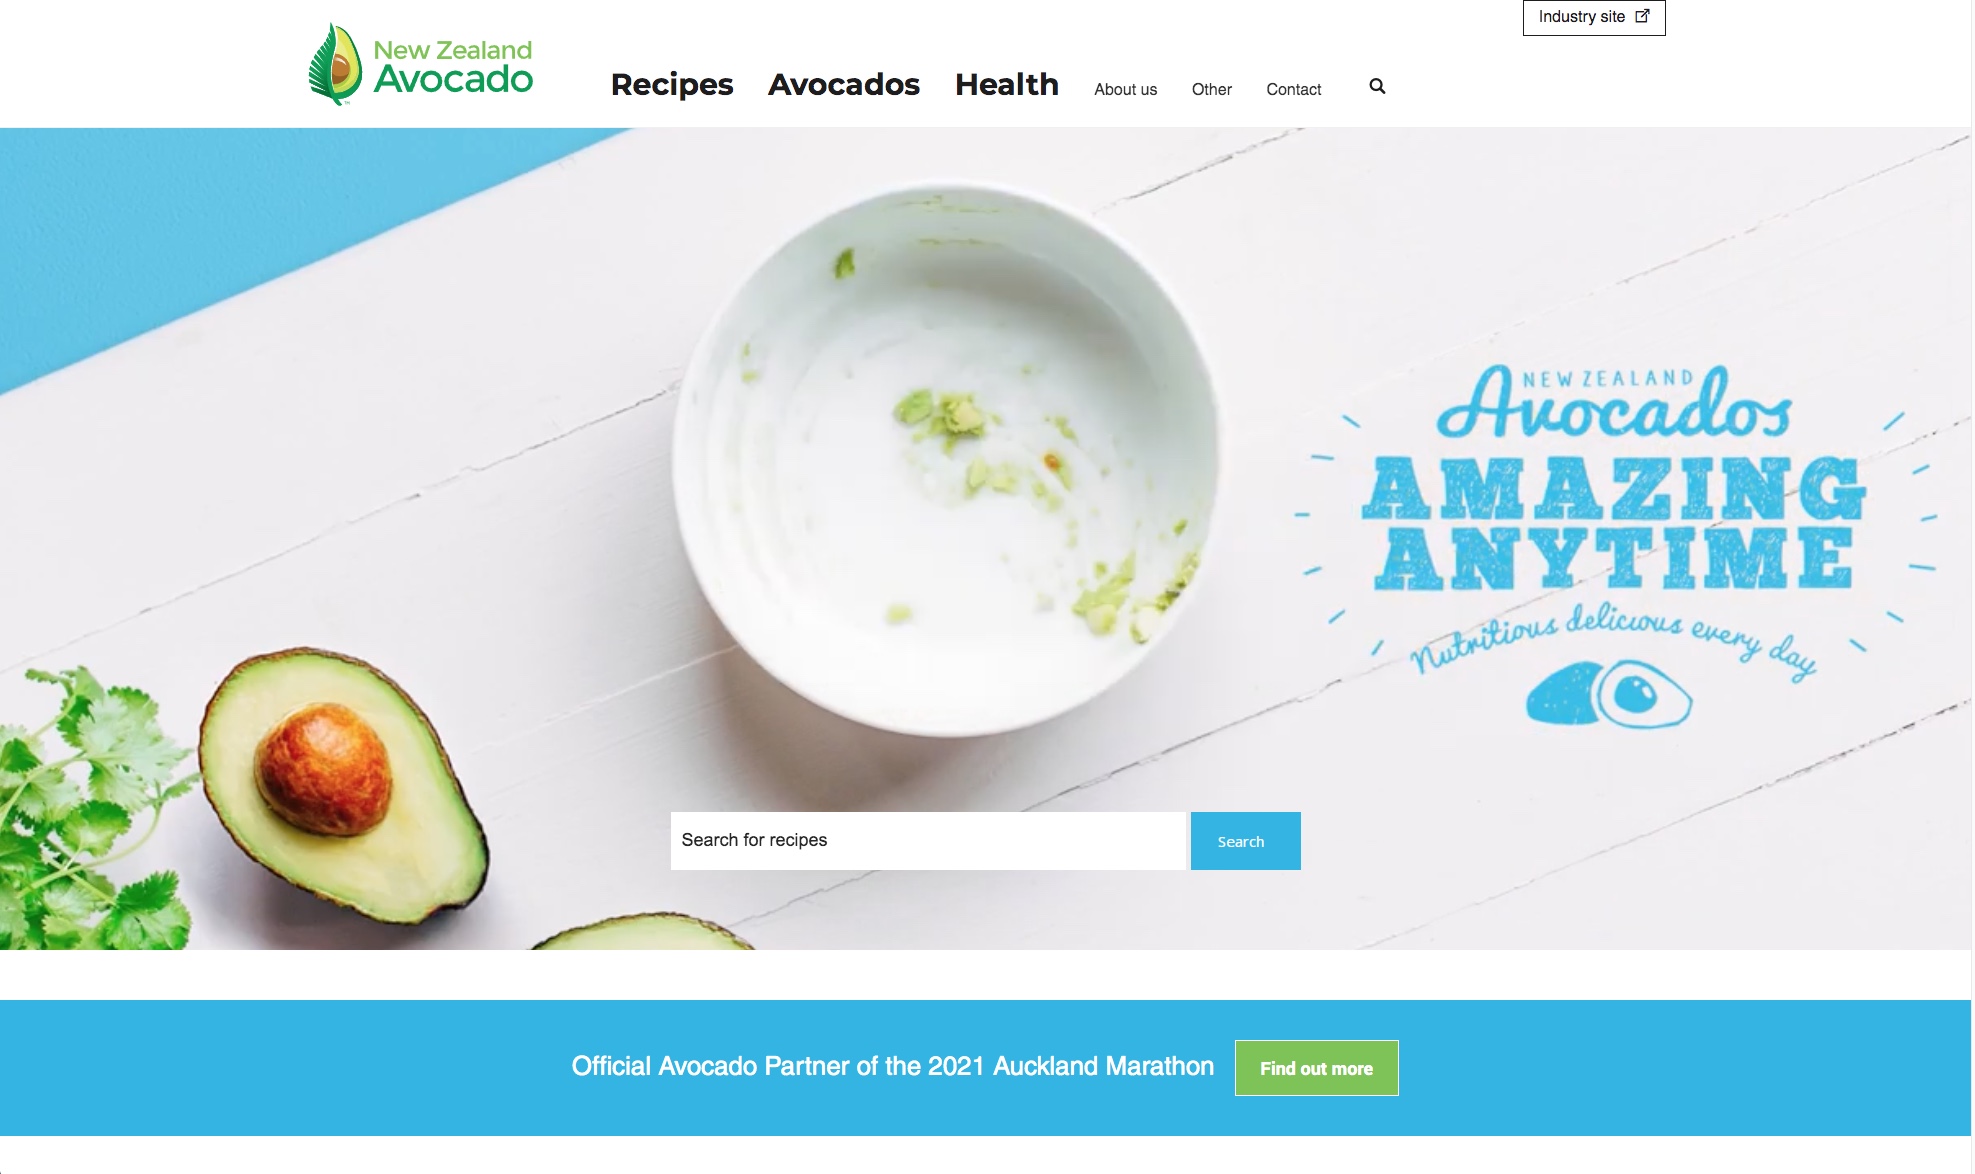 Industry site
New Zealand
Avocado
Recipes Avocados Health About us Other Contact
NEW ZEALAND
Avocados
AMAZING
ANYTIME
Nutritious delicious every day
Search for recipes Search
Official Avocado Partner of the 2021 Auckland Marathon Find out more